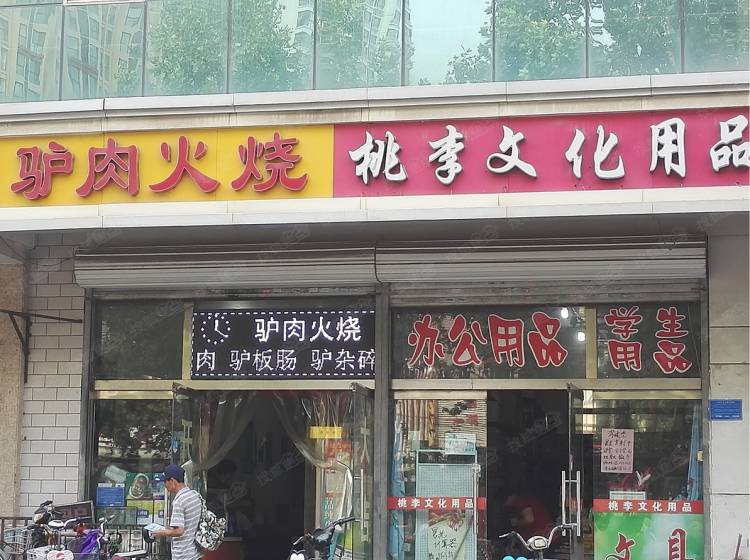 驴肉火烧
桃李文化用品
驴肉火烧
肉 驴板肠 驴杂碎
办公用品
学生
用品
桃李文化用品
桃李文化用品
文具